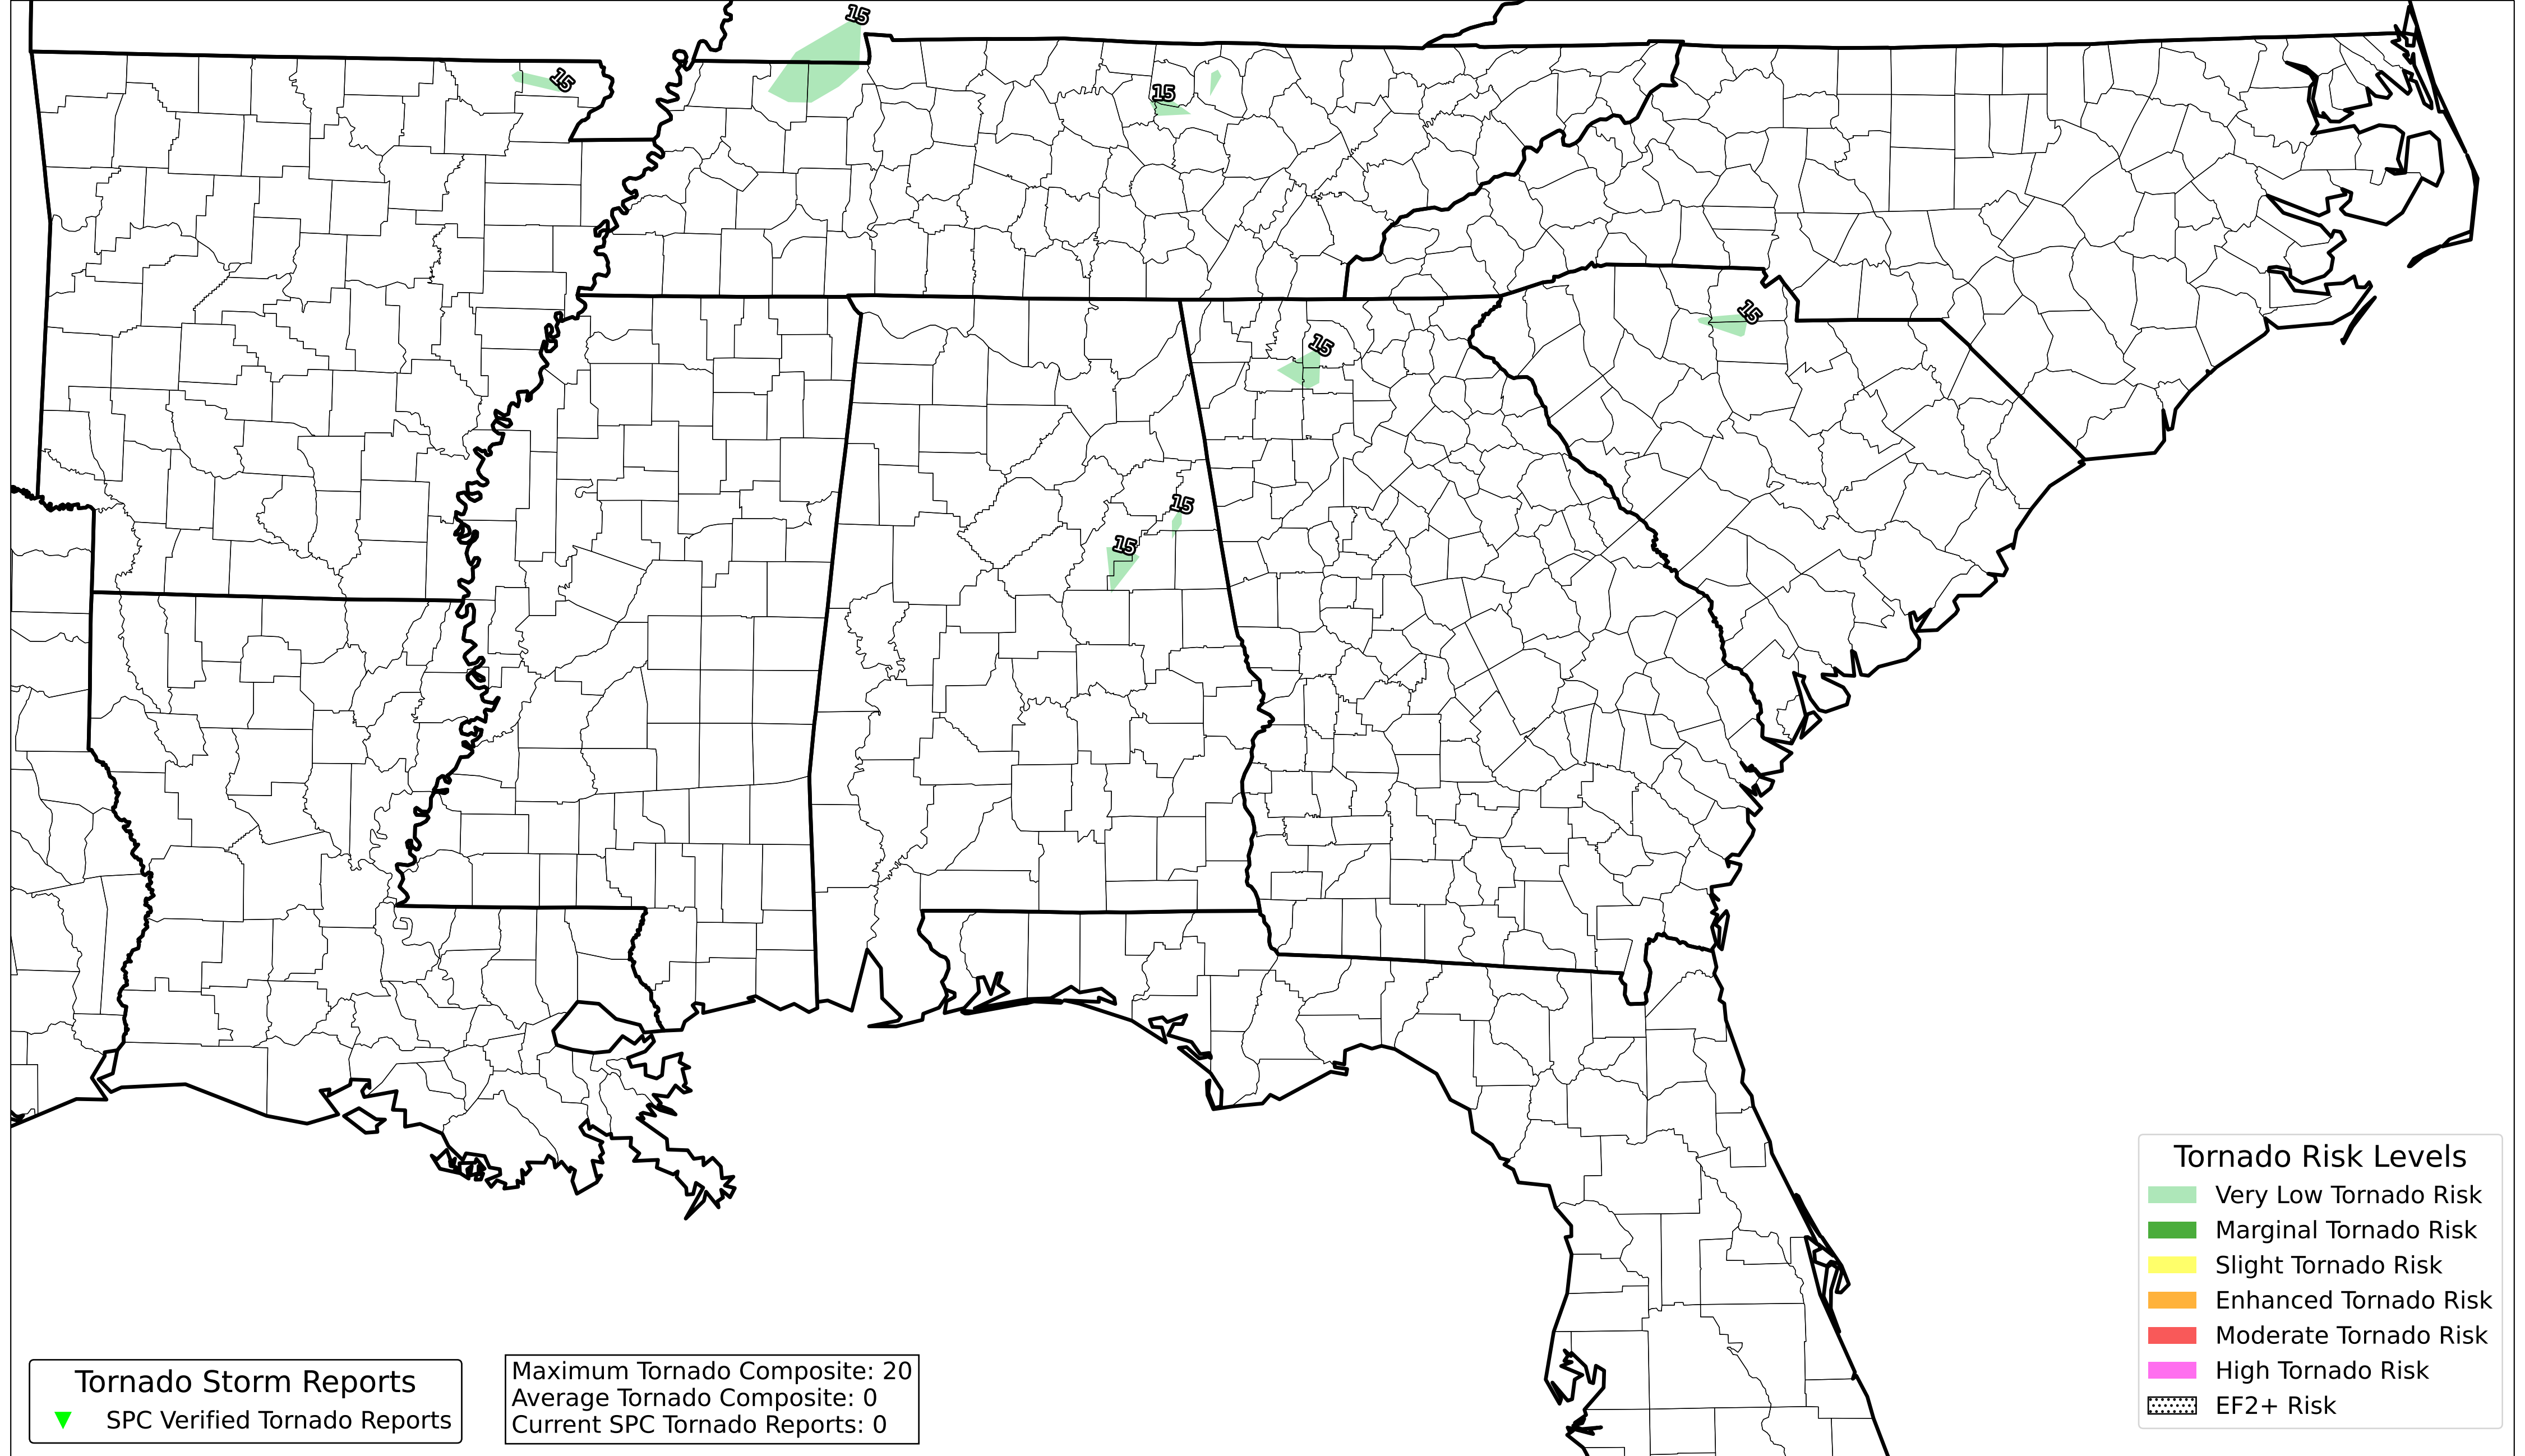 15
15
15
15
15
15
15
Tornado Risk Levels
Very Low Tornado Risk
Marginal Tornado Risk
Slight Tornado Risk
Enhanced Tornado Risk
Moderate Tornado Risk
High Tornado Risk
EF2+ Risk
Tornado Storm Reports
SPC Verified Tornado Reports
Maximum Tornado Composite: 20
Average Tornado Composite: 0
Current SPC Tornado Reports: 0